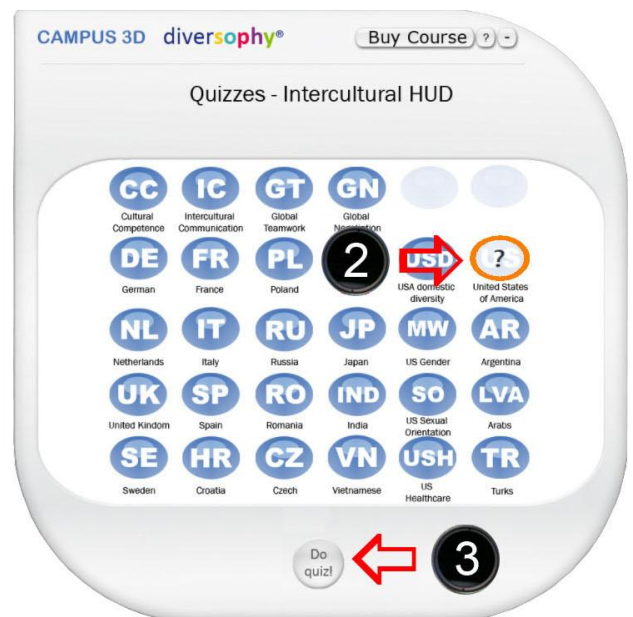 CAMPUS 3D diversophy® Buy Course ? -
Quizzes - Intercultural HUD
CC IC GT GN
Cultural Competence
Intercultural Communication
Global Teamwork
Global Negotiation
DE FR PL 2 USD ?
German
France
Poland
USA domestic diversity
United States of America
NL IT RU JP MW AR
Netherlands Italy Russia Japan US Gender Argentina
UK SP RO IND SO LVA
United Kindom Spain Romania India
US Sexual Orientation
Arabs
SE HR CZ VN USH TR
Sweden Croatia Czech Vietnamese
US Healthcare
Turks
Do
quiz!
3